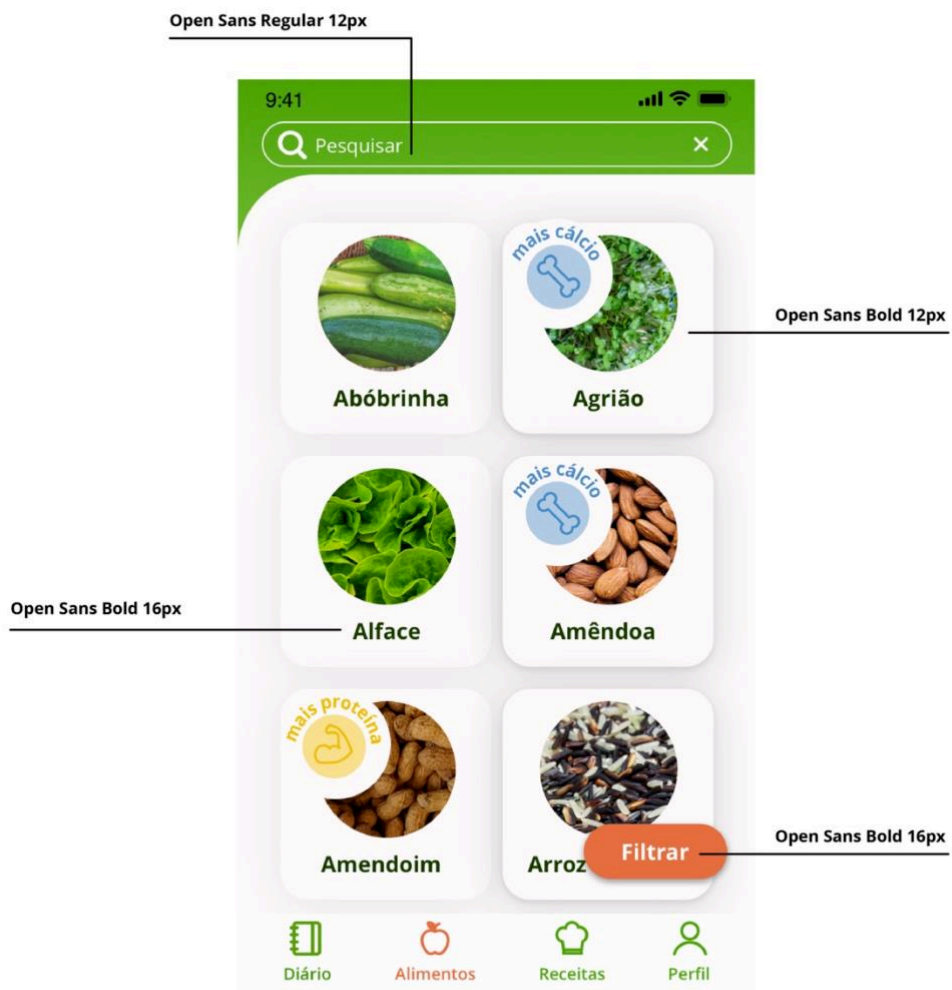 Open Sans Regular 12px
9:41
Pesquisar
mais cálcio
Open Sans Bold 12px
Abóbrinha
Agrião
mais cálcio
Open Sans Bold 16px
Alface
Amêndoa
mais proteína
Open Sans Bold 16px
Filtrar
Amendoim
Arroz
Diário
Alimentos
Receitas
Perfil